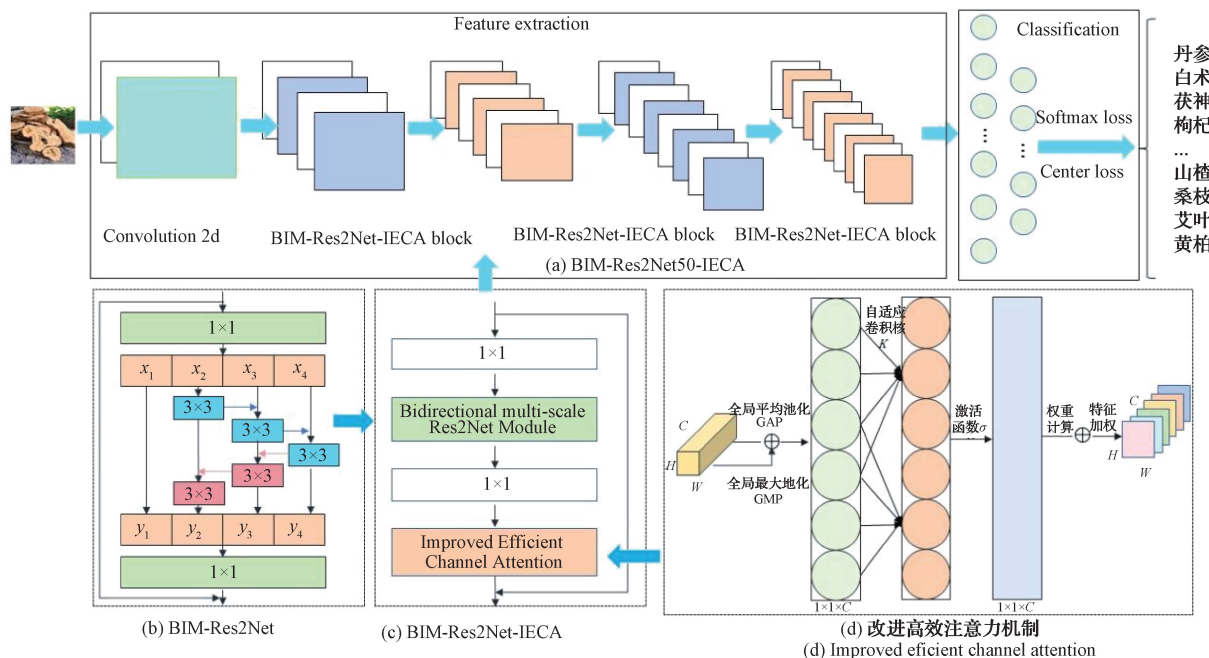 Feature extraction
Convolution 2d
BIM-Res2Net-IECA block
BIM-Res2Net-IECA block
BIM-Res2Net-IECA block
(a) BIM-Res2Net50-IECA
Classification
Softmax loss
...
...
Center loss
丹参
白术
茯神
枸杞
...
山楂
桑枝
艾叶
黄柏
1×1
x1
x2
x3
x4
3×3
3×3
3×3
3×3
3×3
y1
y2
y3
y4
1×1
(b) BIM-Res2Net
1×1
Bidirectional multi-scale
Res2Net Module
1×1
Improved Efficient
Channel Attention
(c) BIM-Res2Net-IECA
C
H
W
全局平均池化
GAP
全局最大地化
GMP
自适应
卷积核
K
1×1×C
激活
函数σ
1×1×C
权重
计算
特征
加权
C
H
W
(d) 改进高效注意力机制
(d) Improved eficient channel attention